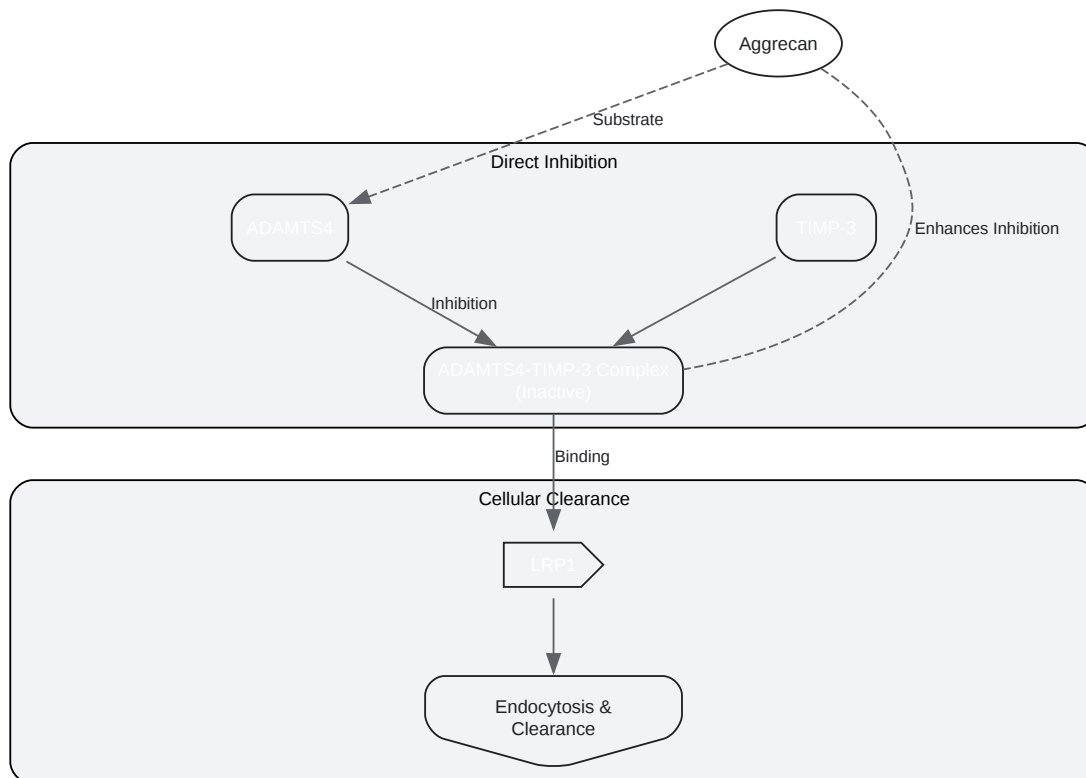 Aggrecan
Substrate
Direct Inhibition
ADAMTS4
TIMP-3
Enhances Inhibition
Inhibition
ADAMTS4-TIMP-3 Complex
(Inactive)
Binding
Cellular Clearance
LRP1
Endocytosis &
Clearance